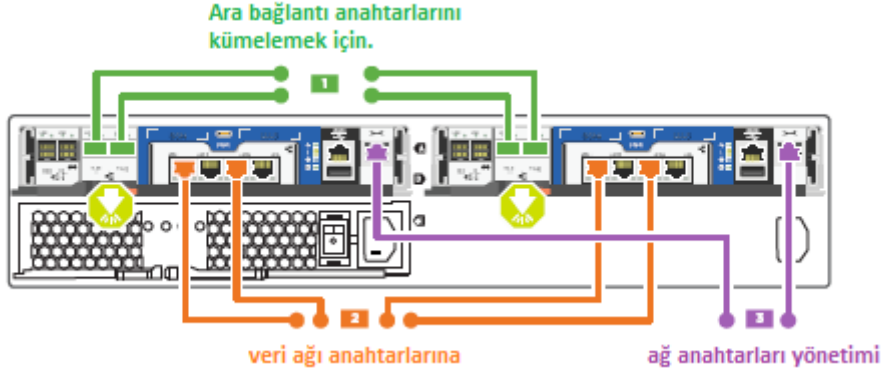 Ara bağlantı anahtarlarını
kümelemek için.
1
2
3
veri ağı anahtarlarına
ağ anahtarları yönetimi